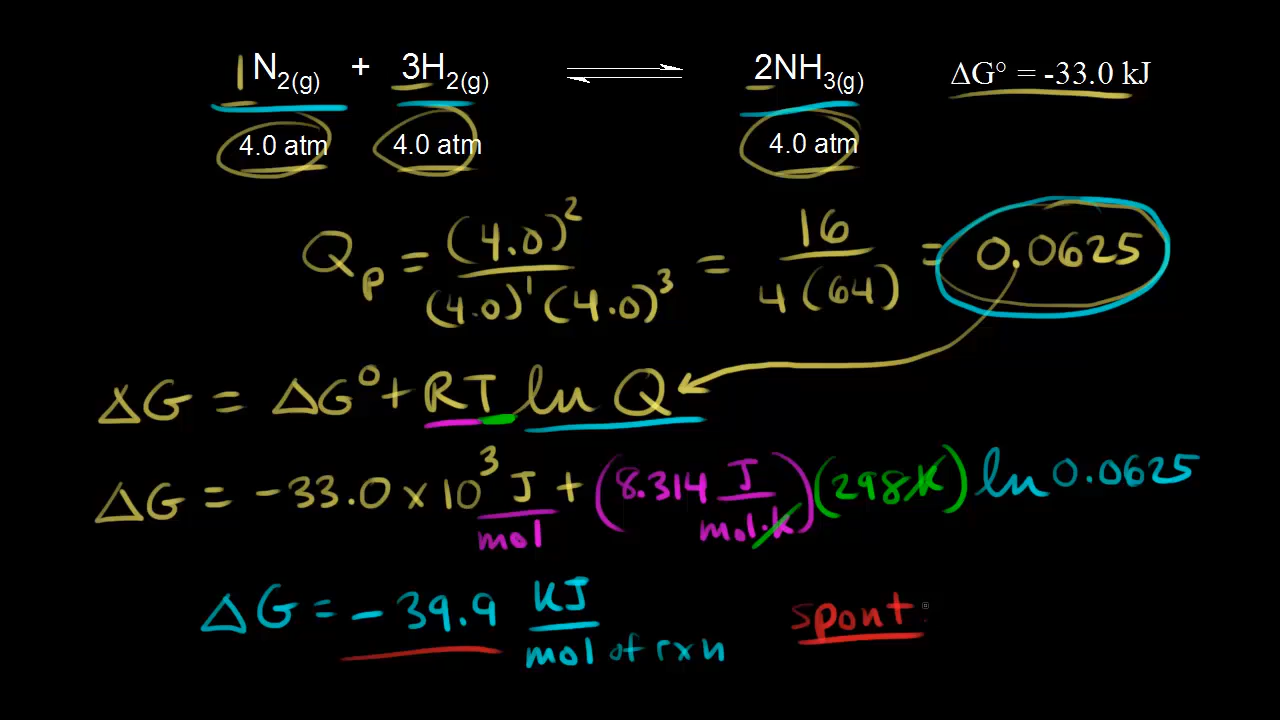 1N₂(g) + 3H₂(g) ⇌ 2NH₃(g) ΔG° = -33.0 kJ
4.0 atm 4.0 atm 4.0 atm
Qp = (4.0)² / (4.0)¹(4.0)³ = 16 / 4(64) = 0.0625
ΔG = ΔG° + RT ln Q
ΔG = -33.0 x 10³ J/mol + (8.314 J/mol·K)(298K) ln 0.0625
ΔG = -39.9 KJ/mol of rxn spont